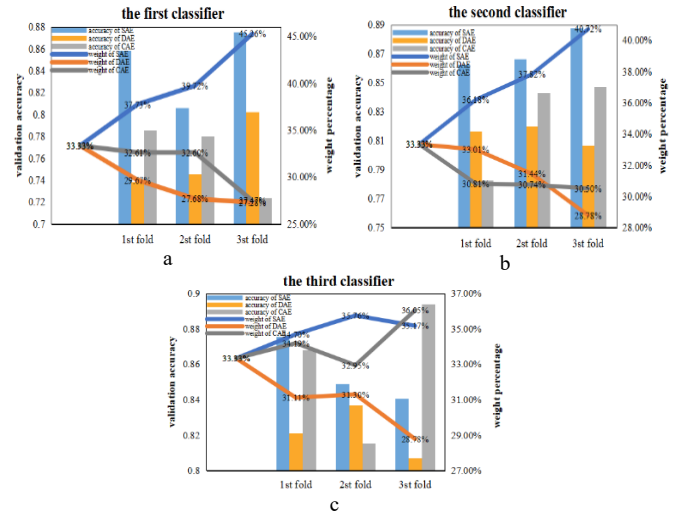 the first classifier
0.88
0.86
0.84
0.82
0.8
0.78
0.76
0.74
0.72
0.7
validation accuracy
accuracy of SAE
accuracy of DAE
accuracy of CAE
weight of SAE
weight of DAE
weight of CAE
33.33%
37.71%
39.72%
45.26%
32.61%
32.60%
29.67%
27.68%
45.00%
40.00%
35.00%
30.00%
25.00%
weight percentage
1st fold 2st fold 3st fold
a
the second classifier
0.89
0.87
0.85
0.83
0.81
0.79
0.77
0.75
validation accuracy
accuracy of SAE
accuracy of DAE
accuracy of CAE
weight of SAE
weight of DAE
weight of CAE
33.33%
36.18%
37.82%
40.72%
33.01%
31.44%
28.78%
30.81%
30.74%
30.50%
40.00%
38.00%
36.00%
34.00%
32.00%
30.00%
28.00%
weight percentage
1st fold 2st fold 3st fold
b
the third classifier
0.9
0.88
0.86
0.84
0.82
0.8
validation accuracy
accuracy of SAE
accuracy of DAE
accuracy of CAE
weight of SAE
weight of DAE
weight of CAE
33.33%
34.70%
35.76%
35.17%
34.19%
32.95%
36.05%
31.11%
31.30%
28.78%
37.00%
35.00%
33.00%
31.00%
29.00%
27.00%
weight percentage
1st fold 2st fold 3st fold
c